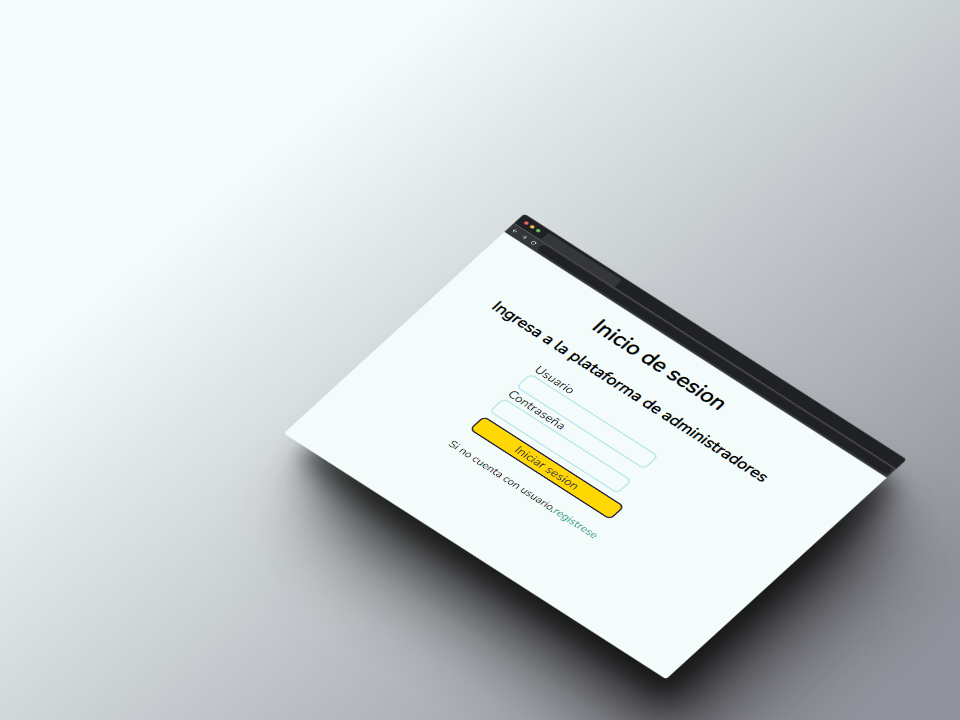 Inicio de sesion
Ingresa a la plataforma de administradores
Usuario
Contraseña
Iniciar sesion
Si no cuenta con usuario,registrese